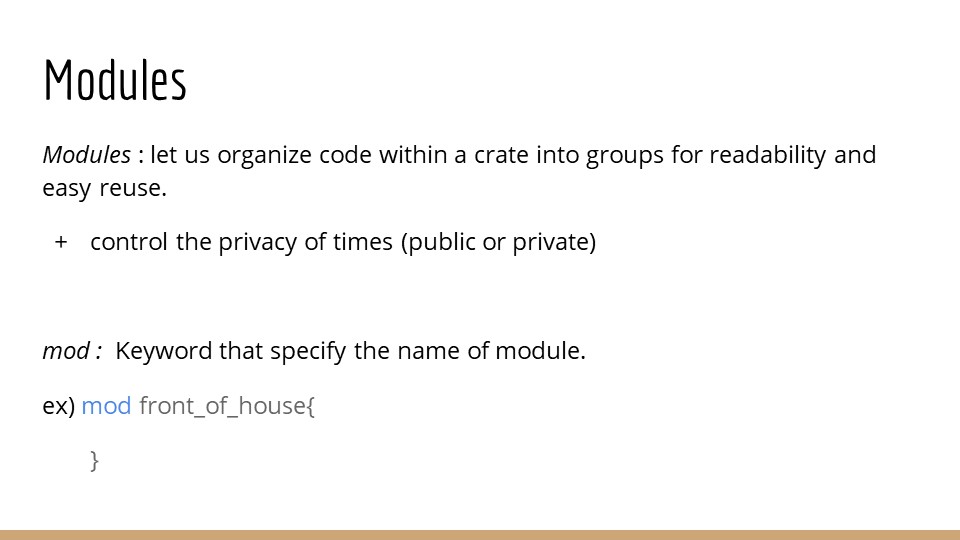 Modules
Modules : let us organize code within a crate into groups for readability and
easy reuse.
+ control the privacy of times (public or private)
mod : Keyword that specify the name of module.
ex) mod front_of_house{
}